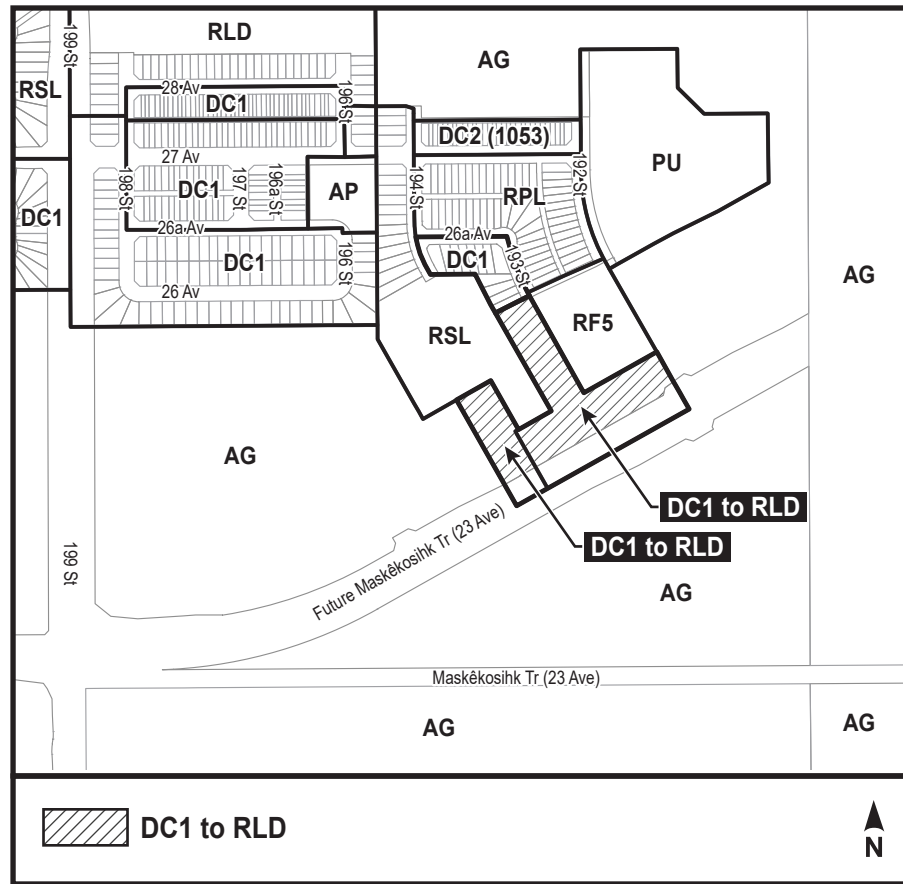 199 St
RLD
AG
RSL
28 Av
196 St
DC1
DC2 (1053)
27 Av
PU
198 St
DC1
197 St
196a St
AP
194 St
RPL
192 St
DC1
26a Av
26a Av
DC1
196 St
DC1
193 St
AG
26 Av
RSL
RF5
AG
DC1 to RLD
DC1 to RLD
199 St
Future Maskêkosihk Tr (23 Ave)
AG
Maskêkosihk Tr (23 Ave)
AG
AG
DC1 to RLD
N